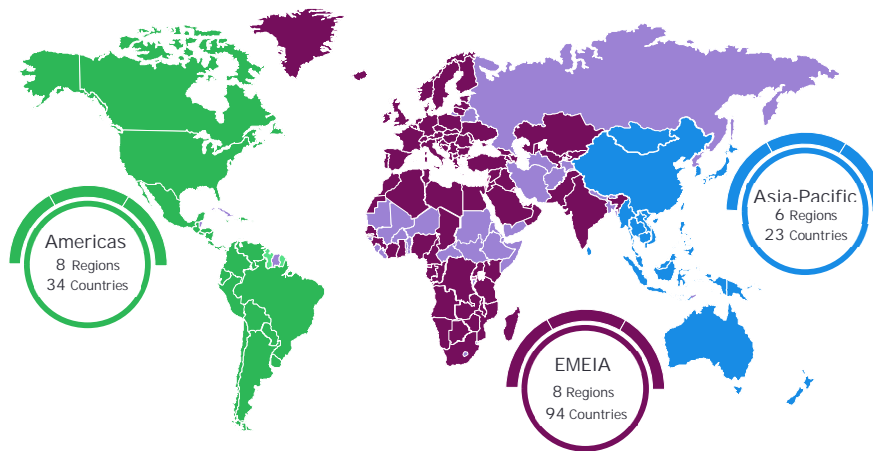 Americas
8 Regions
34 Countries
Asia-Pacific
6 Regions
23 Countries
EMEIA
8 Regions
94 Countries